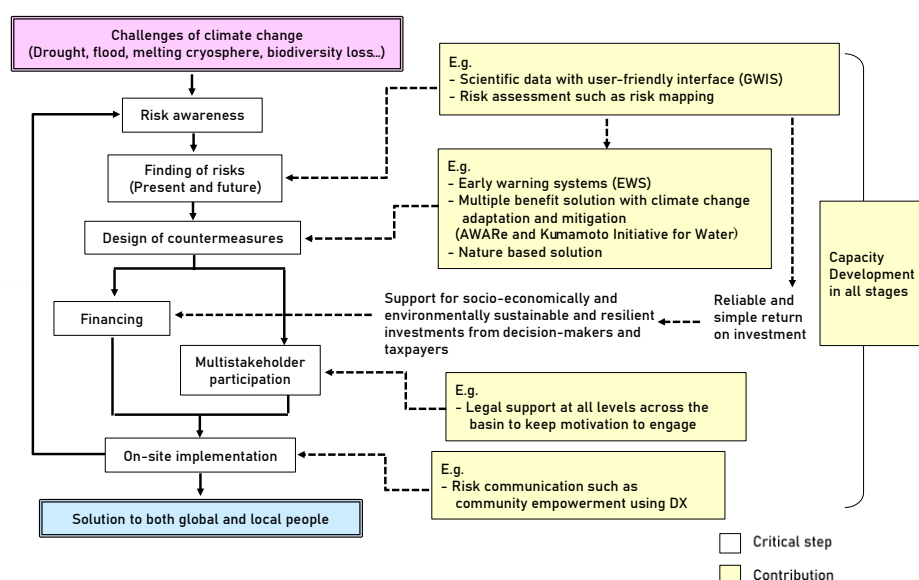 Challenges of climate change
(Drought, flood, melting cryosphere, biodiversity loss...)
Risk awareness
Finding of risks
(Present and future)
Design of countermeasures
Financing
Multistakeholder
participation
On-site implementation
Solution to both global and local people
E.g.
- Scientific data with user-friendly interface (GWIS)
- Risk assessment such as risk mapping
E.g.
- Early warning systems (EWS)
- Multiple benefit solution with climate change
adaptation and mitigation
(AWARe and Kumamoto Initiative for Water)
- Nature based solution
Support for socio-economically and
environmentally sustainable and resilient
investments from decision-makers and
taxpayers
Reliable and
simple return
on investment
E.g.
- Legal support at all levels across the
basin to keep motivation to engage
E.g.
- Risk communication such as
community empowerment using DX
Capacity
Development
in all stages
Critical step
Contribution